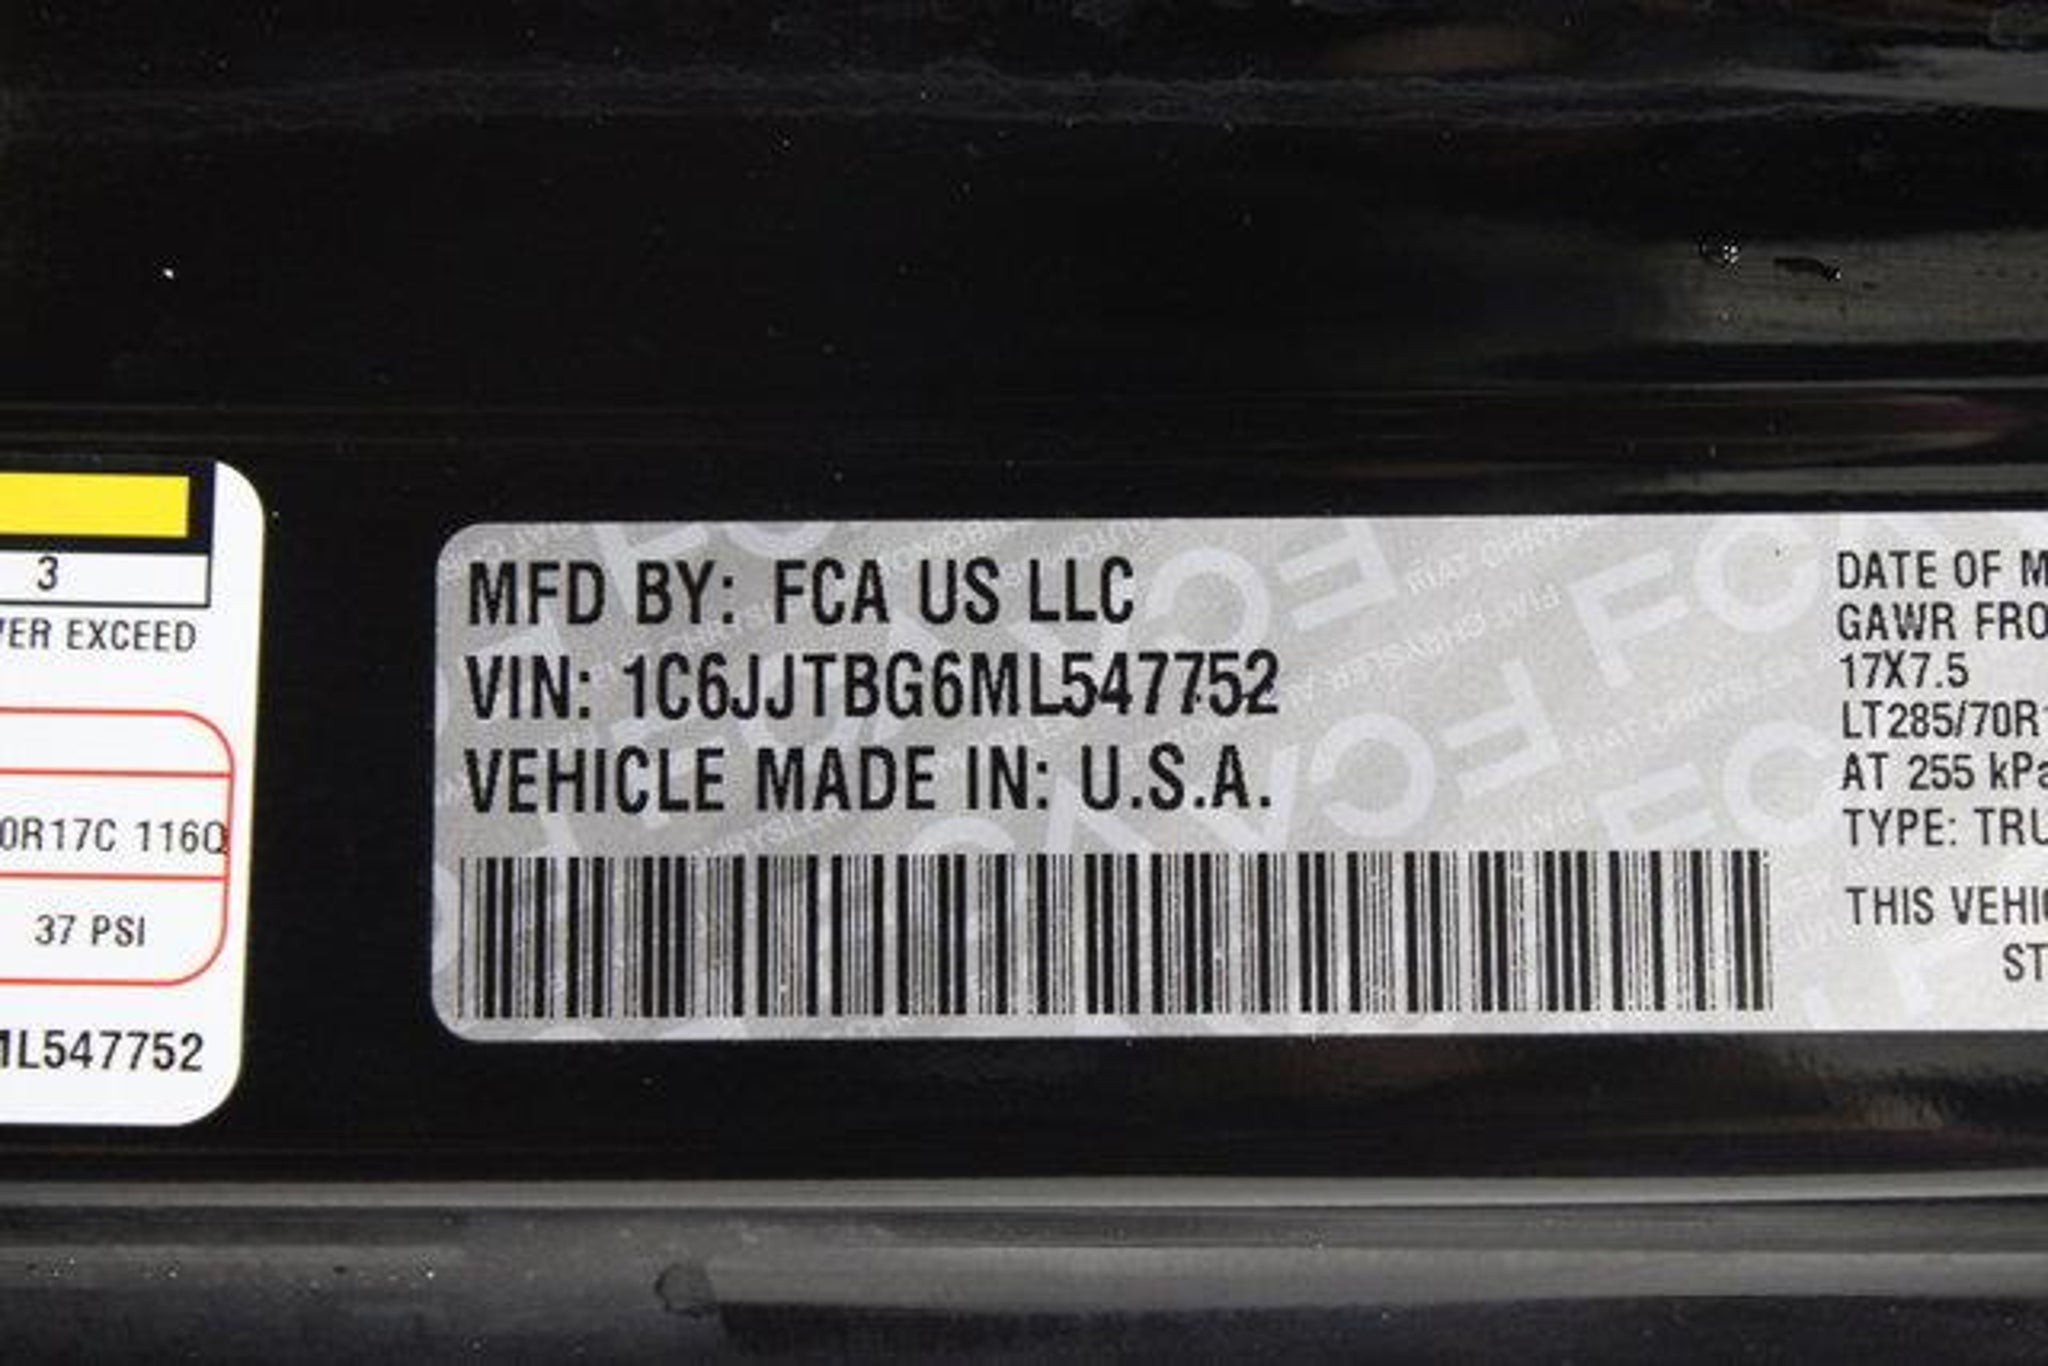 3
VER EXCEED
0R17C 116Q
37 PSI
ML547752
MFD BY: FCA US LLC
VIN: 1C6JJTBG6ML547752
VEHICLE MADE IN: U.S.A.
DATE OF M
GAWR FRO
17X7.5
LT285/70R1
AT 255 kPa
TYPE: TRU
THIS VEHIC
ST